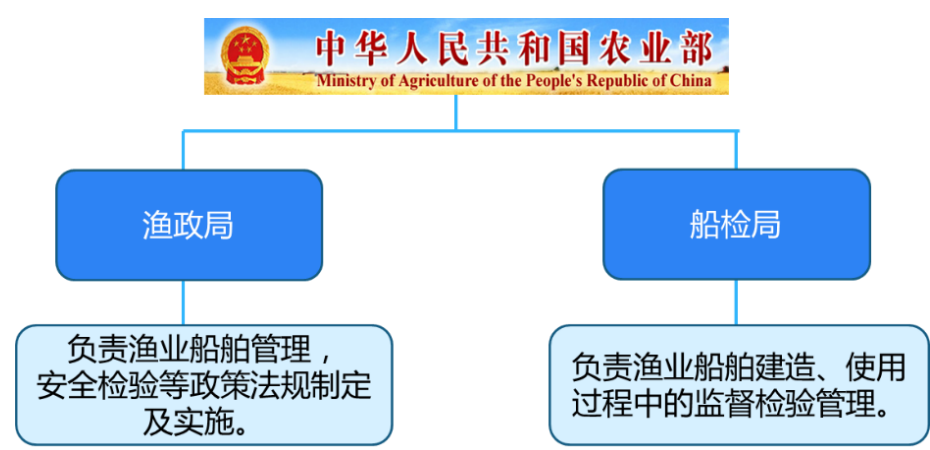 中华人民共和国农业部
Ministry of Agriculture of the People's Republic of China
渔政局
船检局
负责渔业船舶管理，
安全检验等政策法规制定
及实施。
负责渔业船舶建造、使用
过程中的监督检验管理。